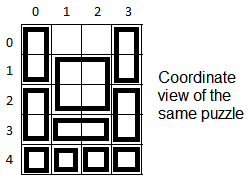 0 1 2 3
0
1
Coordinate
view of the
2
same puzzle
3
4